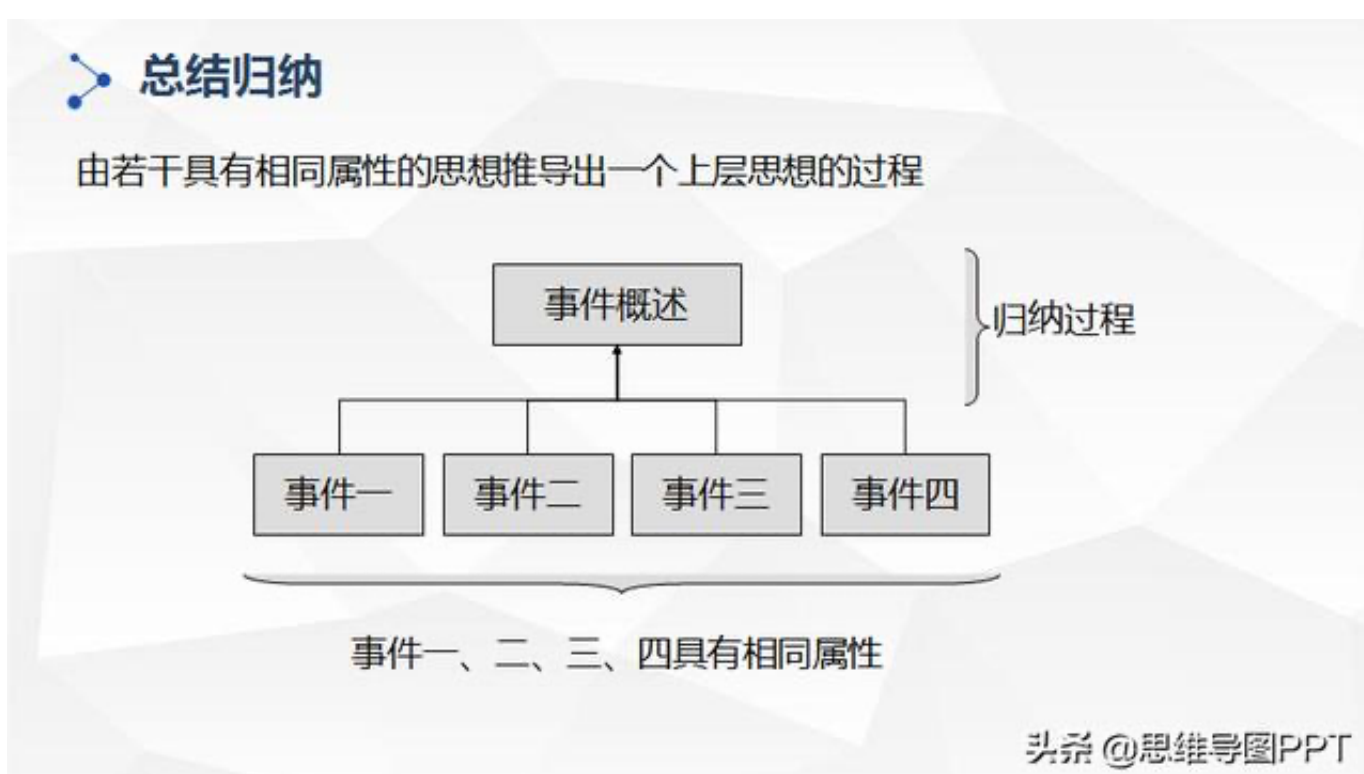 总结归纳
由若干具有相同属性的思想推导出一个上层思想的过程
事件概述
归纳过程
事件一
事件二
事件三
事件四
事件一、二、三、四具有相同属性
头条 @思维导图PPT